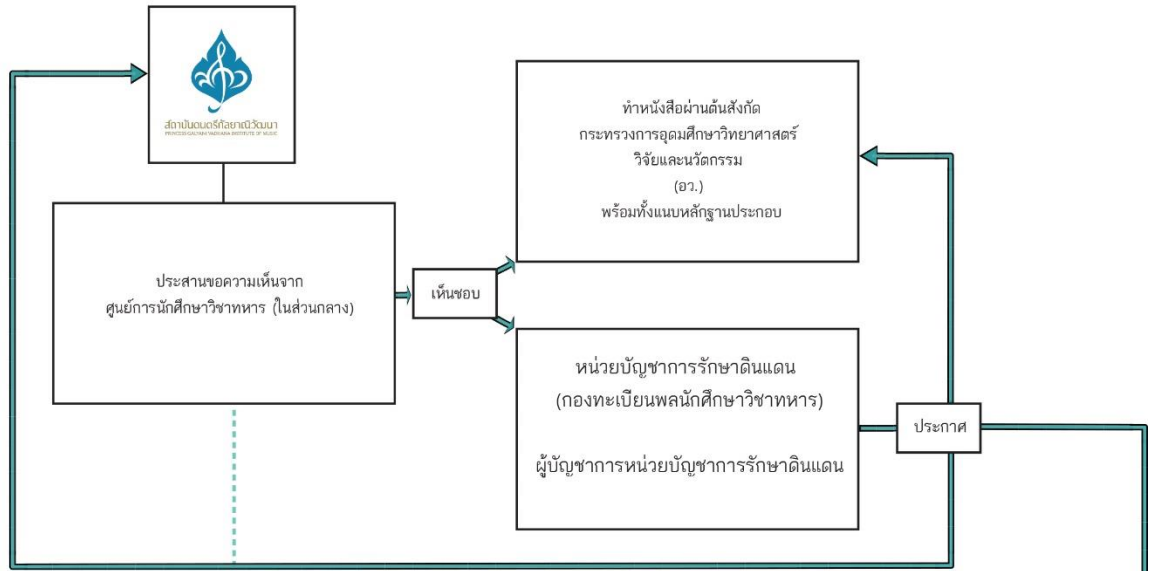 สถาบันดนตรีกัลยาณิวัฒนา
PRINCESS GALYANI VADHANA INSTITUTE OF MUSIC
ประสานขอความเห็นจาก
ศูนย์การนักศึกษาวิชาทหาร (ในส่วนกลาง)
เห็นชอบ
ทำหนังสือผ่านต้นสังกัด
กระทรวงการอุดมศึกษาวิทยาศาสตร์
วิจัยและนวัตกรรม
(อว.)
พร้อมทั้งแนบหลักฐานประกอบ
หน่วยบัญชาการรักษาดินแดน
(กองทะเบียนพลนักศึกษาวิชาทหาร)
ผู้บัญชาการหน่วยบัญชาการรักษาดินแดน
ประกาศ